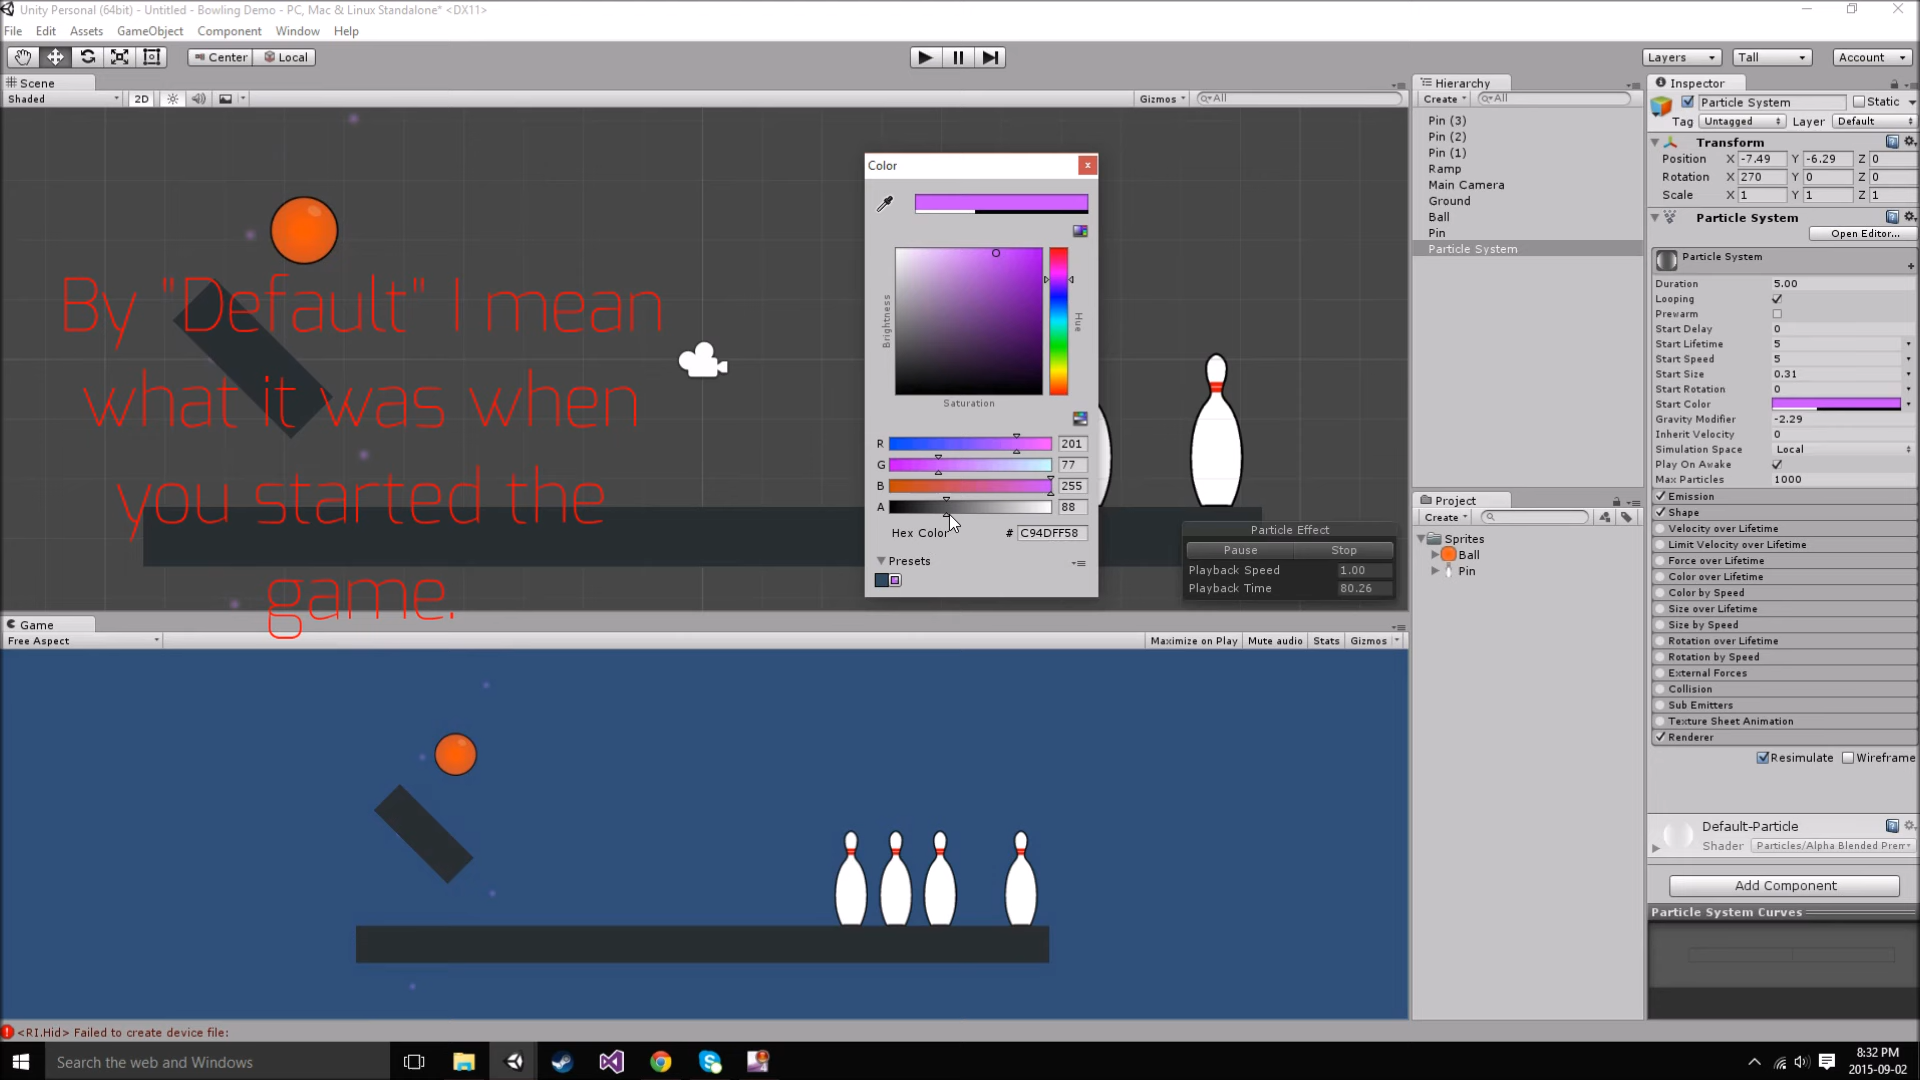 Unity Personal (64bit) - Untitled - Bowling Demo - PC, Mac & Linux Standalone* <DX11>
File Edit Assets GameObject Component Window Help
Center Local
Layers Tall Account
Scene
Shaded 2D Gizmos All
By "Default" I mean
what it was when
you started the
game.
Color
Brightness
Hue
Saturation
R 201
G 77
B 255
A 88
Hex Color # C94DFF58
Presets
Particle Effect
Pause Stop
Playback Speed 1.00
Playback Time 80.26
Game
Free Aspect Maximize on Play Mute audio Stats Gizmos
Hierarchy
Create All
Pin (3)
Pin (2)
Pin (1)
Ramp
Main Camera
Ground
Ball
Pin
Particle System
Project
Create
Sprites
Ball
Pin
Inspector
Particle System Static
Tag Untagged Layer Default
Transform
Position X -7.49 Y -6.29 Z 0
Rotation X 270 Y 0 Z 0
Scale X 1 Y 1 Z 1
Particle System
Open Editor...
Particle System
Duration 5.00
Looping
Prewarm
Start Delay 0
Start Lifetime 5
Start Speed 5
Start Size 0.31
Start Rotation 0
Start Color
Gravity Modifier -2.29
Inherit Velocity 0
Simulation Space Local
Play On Awake
Max Particles 1000
Emission
Shape
Velocity over Lifetime
Limit Velocity over Lifetime
Force over Lifetime
Color over Lifetime
Color by Speed
Size over Lifetime
Size by Speed
Rotation over Lifetime
Rotation by Speed
External Forces
Collision
Sub Emitters
Texture Sheet Animation
Renderer
Resimulate Wireframe
Default-Particle
Shader Particles/Alpha Blended Prem
Add Component
Particle System Curves
<RI.Hid> Failed to create device file:
Search the web and Windows
8:32 PM
2015-09-02